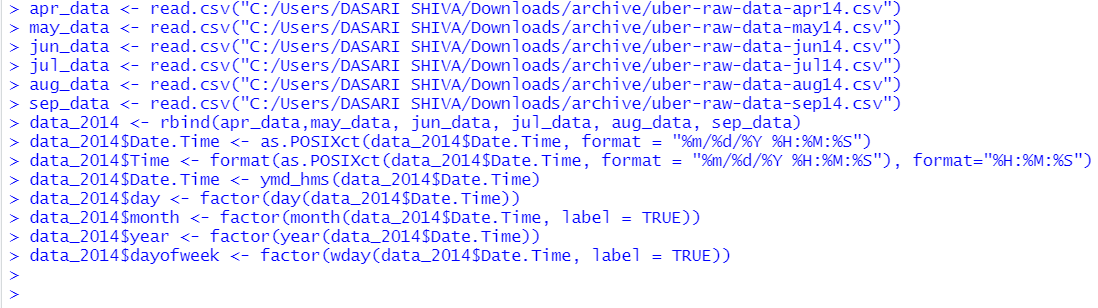 > apr_data <- read.csv("C:/Users/DASARI SHIVA/Downloads/archive/uber-raw-data-apr14.csv")
> may_data <- read.csv("C:/Users/DASARI SHIVA/Downloads/archive/uber-raw-data-may14.csv")
> jun_data <- read.csv("C:/Users/DASARI SHIVA/Downloads/archive/uber-raw-data-jun14.csv")
> jul_data <- read.csv("C:/Users/DASARI SHIVA/Downloads/archive/uber-raw-data-jul14.csv")
> aug_data <- read.csv("C:/Users/DASARI SHIVA/Downloads/archive/uber-raw-data-aug14.csv")
> sep_data <- read.csv("C:/Users/DASARI SHIVA/Downloads/archive/uber-raw-data-sep14.csv")
> data_2014 <- rbind(apr_data,may_data, jun_data, jul_data, aug_data, sep_data)
> data_2014$Date.Time <- as.POSIXct(data_2014$Date.Time, format = "%m/%d/%Y %H:%M:%S")
> data_2014$Time <- format(as.POSIXct(data_2014$Date.Time, format = "%m/%d/%Y %H:%M:%S"), format="%H:%M:%S")
> data_2014$Date.Time <- ymd_hms(data_2014$Date.Time)
> data_2014$day <- factor(day(data_2014$Date.Time))
> data_2014$month <- factor(month(data_2014$Date.Time, label = TRUE))
> data_2014$year <- factor(year(data_2014$Date.Time))
> data_2014$dayofweek <- factor(wday(data_2014$Date.Time, label = TRUE))
>
>